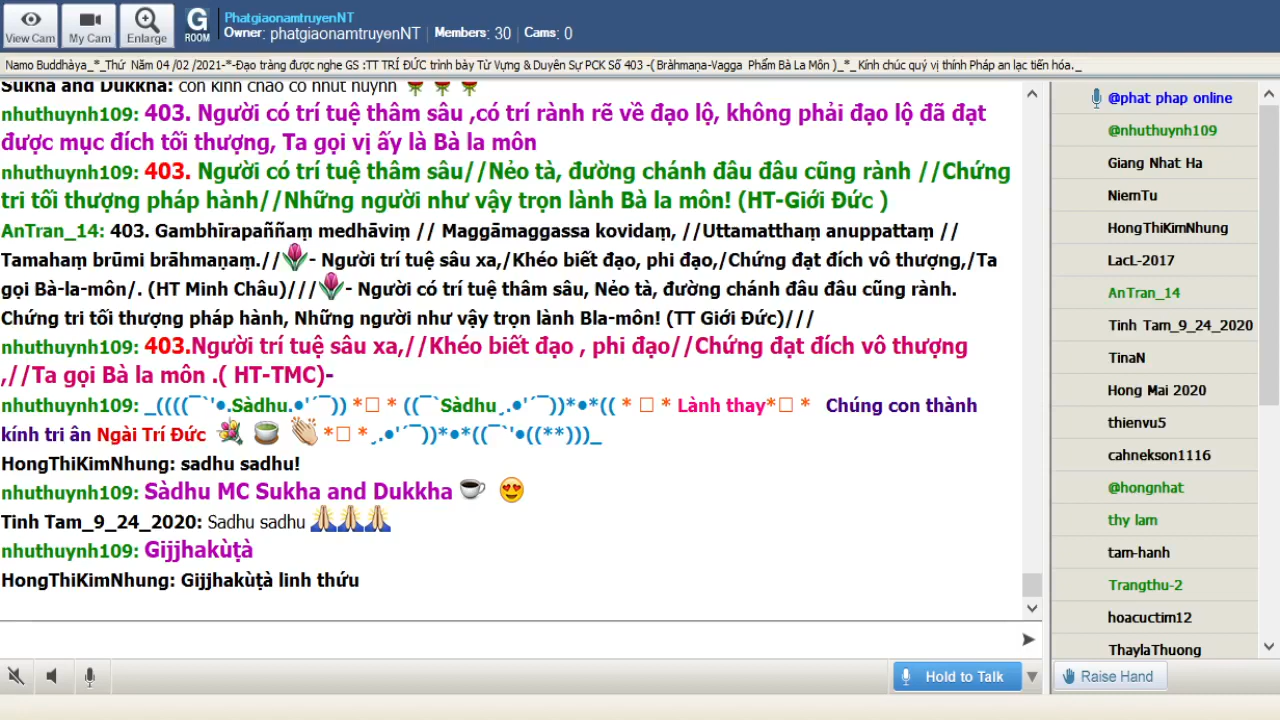 View Cam
My Cam
Enlarge
G ROOM
PhatgiaonamtruyenNT
Owner: phatgiaonamtruyenNT | Members: 30 | Cams: 0
Namo Buddhàya_*_Thứ Năm 04 /02 /2021-*-Đạo tràng được nghe GS :TT TRÍ ĐỨC trình bày Từ Vựng & Duyên Sự PCK Số 403 -( Bràhmaṇa-Vagga Phẩm Bà La Môn )_*_ Kính chúc quý vị thính Pháp an lạc tiến hóa._
Sukha and Dukkha: con kính chào cô nhut huynh
nhuthuynh109: 403. Người có trí tuệ thâm sâu ,có trí rành rẽ về đạo lộ, không phải đạo lộ đã đạt
được mục đích tối thượng, Ta gọi vị ấy là Bà la môn
nhuthuynh109: 403. Người có trí tuệ thâm sâu//Nẻo tà, đường chánh đâu đâu cũng rành //Chứng
tri tối thượng pháp hành//Những người như vậy trọn lành Bà la môn! (HT-Giới Đức )
AnTran_14: 403. Gambhīrapaññaṃ medhāviṃ // Maggāmaggassa kovidaṃ, //Uttamatthaṃ anuppattaṃ //
Tamahaṃ brūmi brāhmaṇaṃ.// - Người trí tuệ sâu xa,/Khéo biết đạo, phi đạo,/Chứng đạt đích vô thượng,/Ta
gọi Bà-la-môn/. (HT Minh Châu)/// - Người có trí tuệ thâm sâu, Nẻo tà, đường chánh đâu đâu cũng rành.
Chứng tri tối thượng pháp hành, Những người như vậy trọn lành Bla-môn! (TT Giới Đức)///
nhuthuynh109: 403.Người trí tuệ sâu xa,//Khéo biết đạo , phi đạo//Chứng đạt đích vô thượng
,//Ta gọi Bà la môn .( HT-TMC)-
nhuthuynh109: _((((¯`'•.Sàdhu.•'´¯)) *□ * ((¯`Sàdhu¸.•'´¯))*•*(( * □ * Lành thay*□ * Chúng con thành
kính tri ân Ngài Trí Đức *□ *¸.•'´¯))*•*((¯`'•((**)))_
HongThiKimNhung: sadhu sadhu!
nhuthuynh109: Sàdhu MC Sukha and Dukkha
Tinh Tam_9_24_2020: Sadhu sadhu
nhuthuynh109: Gijjhakùṭà
HongThiKimNhung: Gijjhakùṭà linh thứu
Hold to Talk
@phat phap online
@nhuthuynh109
Giang Nhat Ha
NiemTu
HongThiKimNhung
LacL-2017
AnTran_14
Tinh Tam_9_24_2020
TinaN
Hong Mai 2020
thienvu5
cahnekson1116
@hongnhat
thy lam
tam-hanh
Trangthu-2
hoacuctim12
ThaylaThuong
Raise Hand